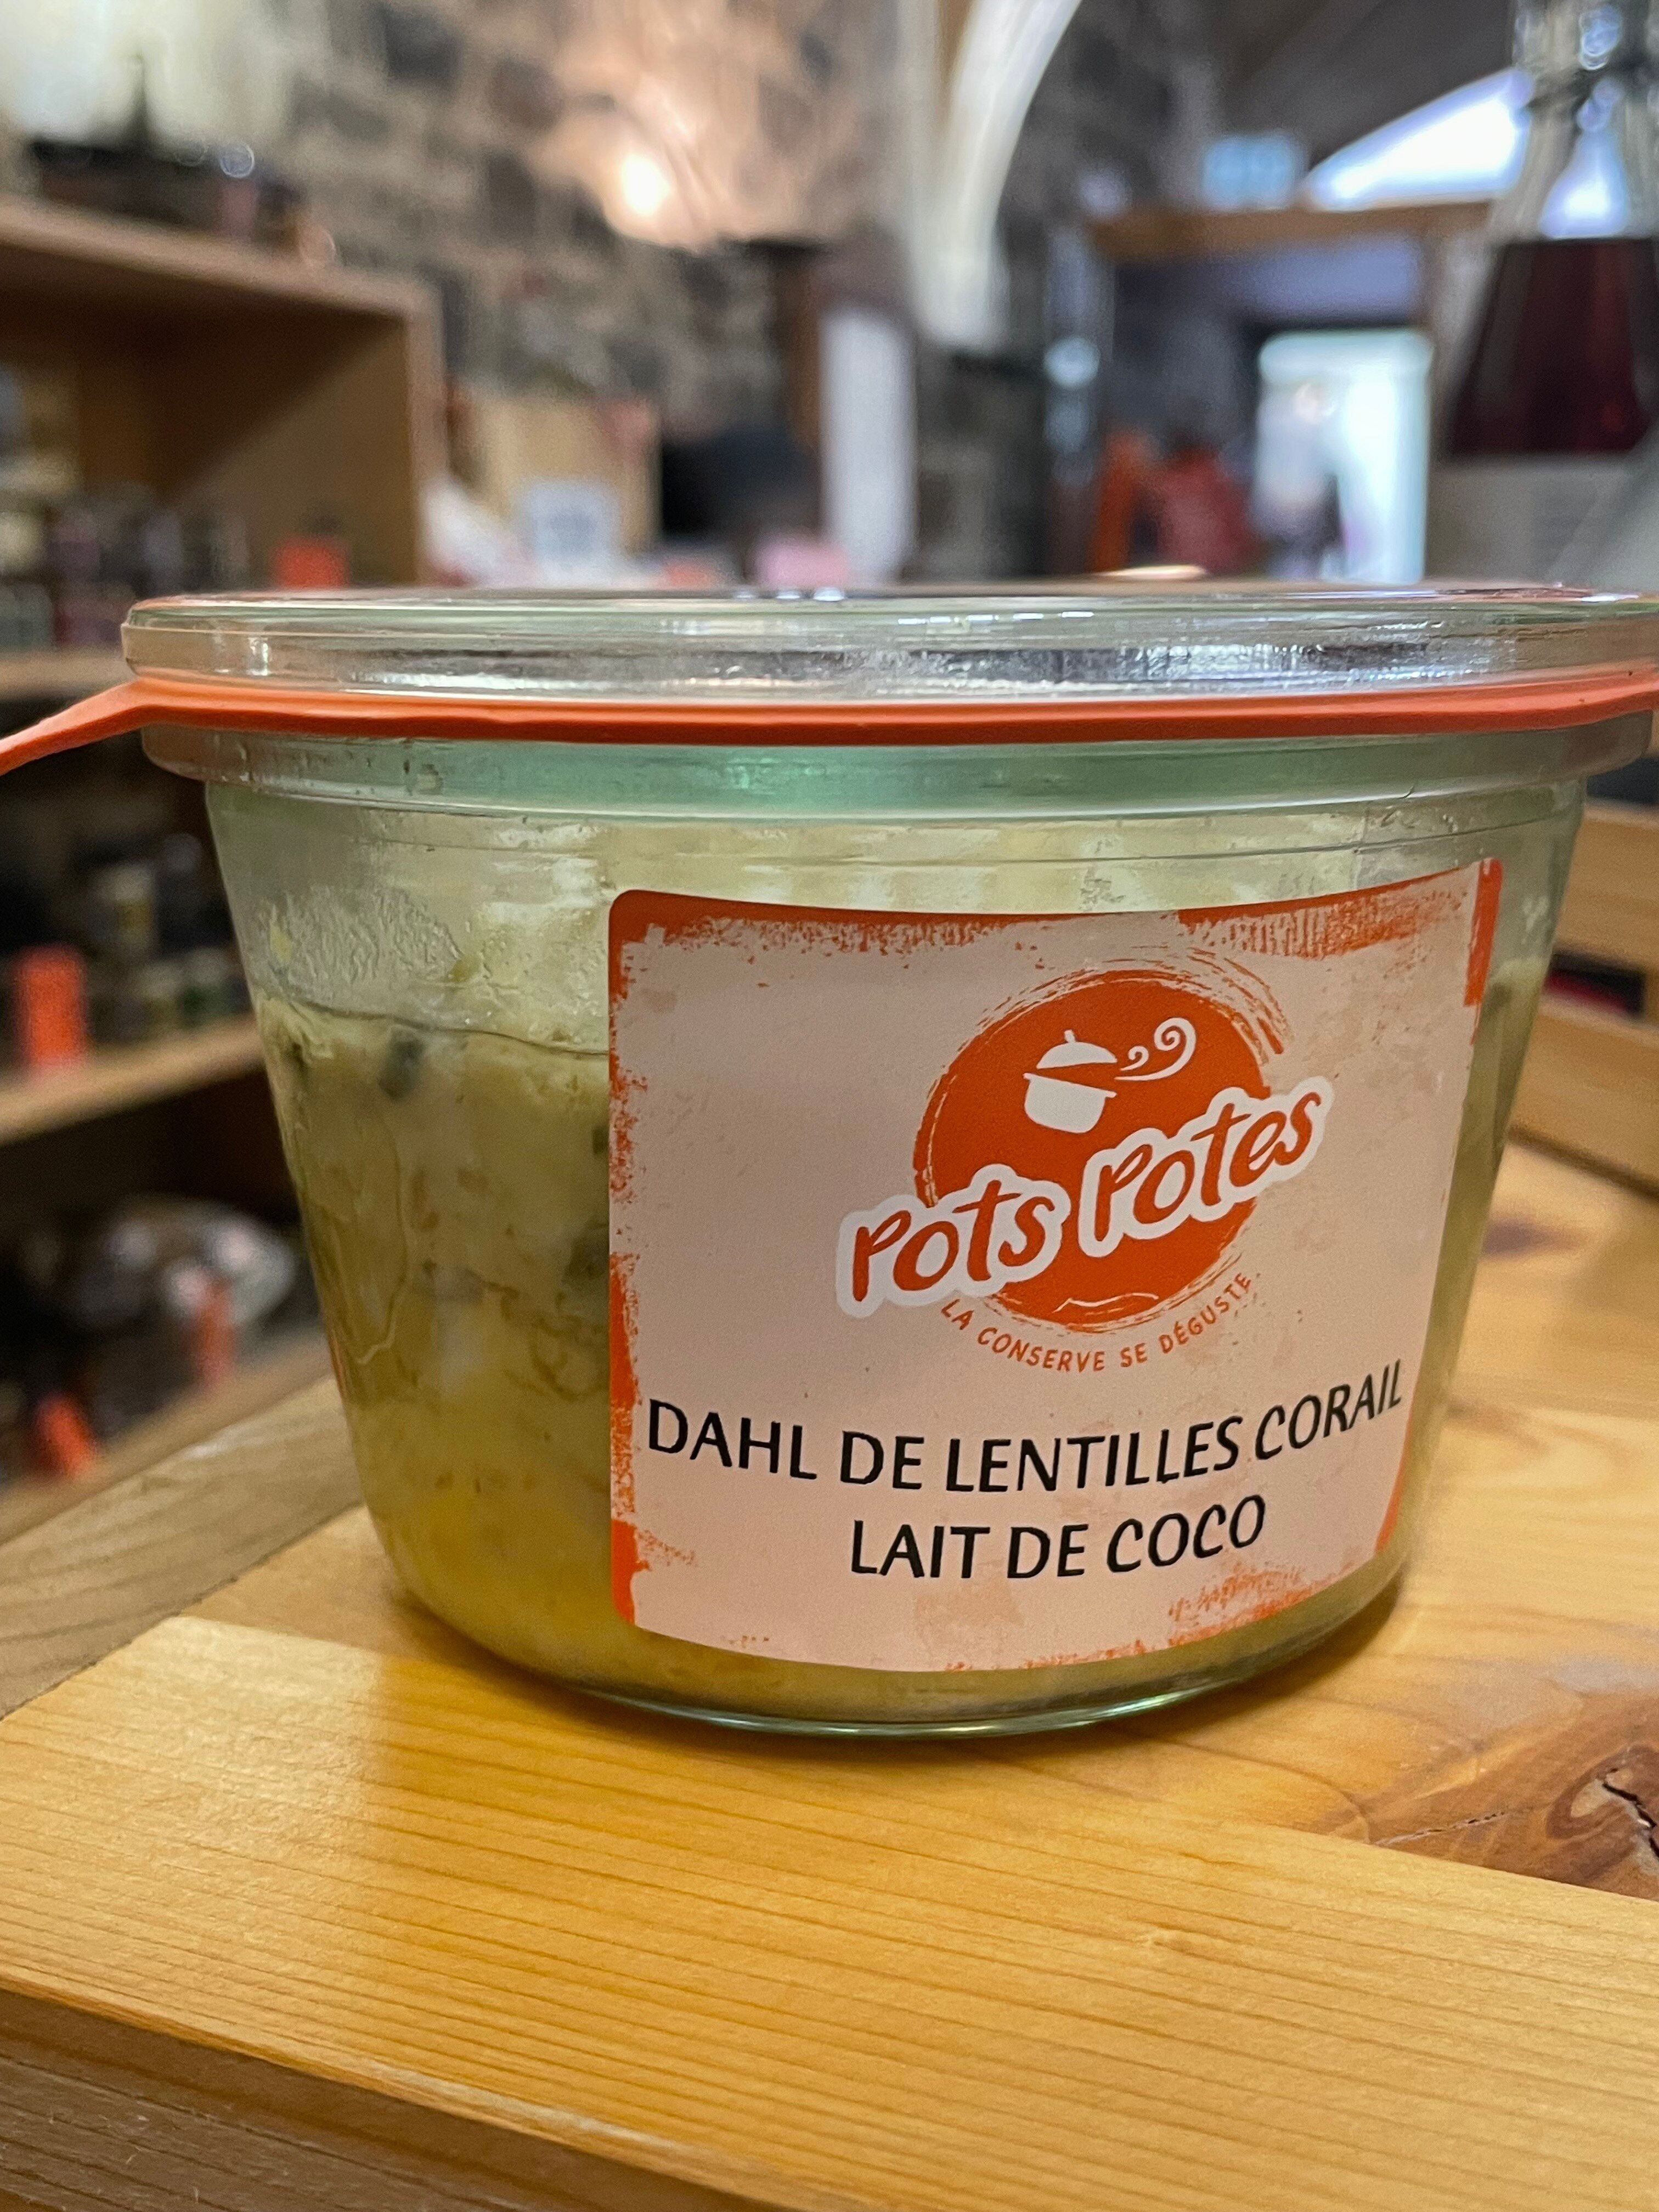 Pots Potes
LA CONSERVE SE DÉGUSTE
DAHL DE LENTILLES CORAIL
LAIT DE COCO